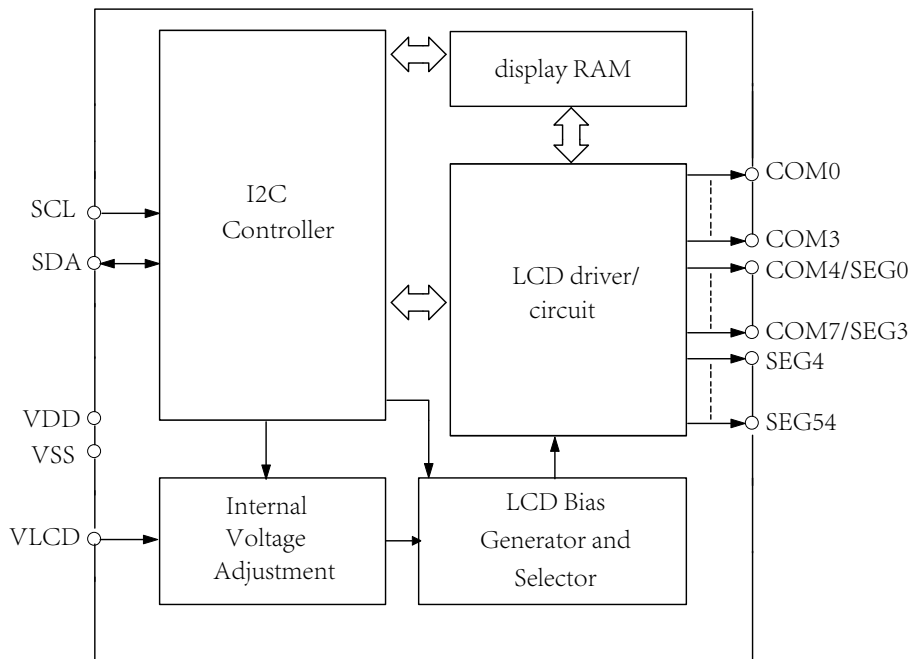 display RAM
I2C
Controller
SCL
SDA
VDD
VSS
VLCD
LCD driver/
circuit
COM0
COM3
COM4/SEG0
COM7/SEG3
SEG4
SEG54
Internal
Voltage
Adjustment
LCD Bias
Generator and
Selector